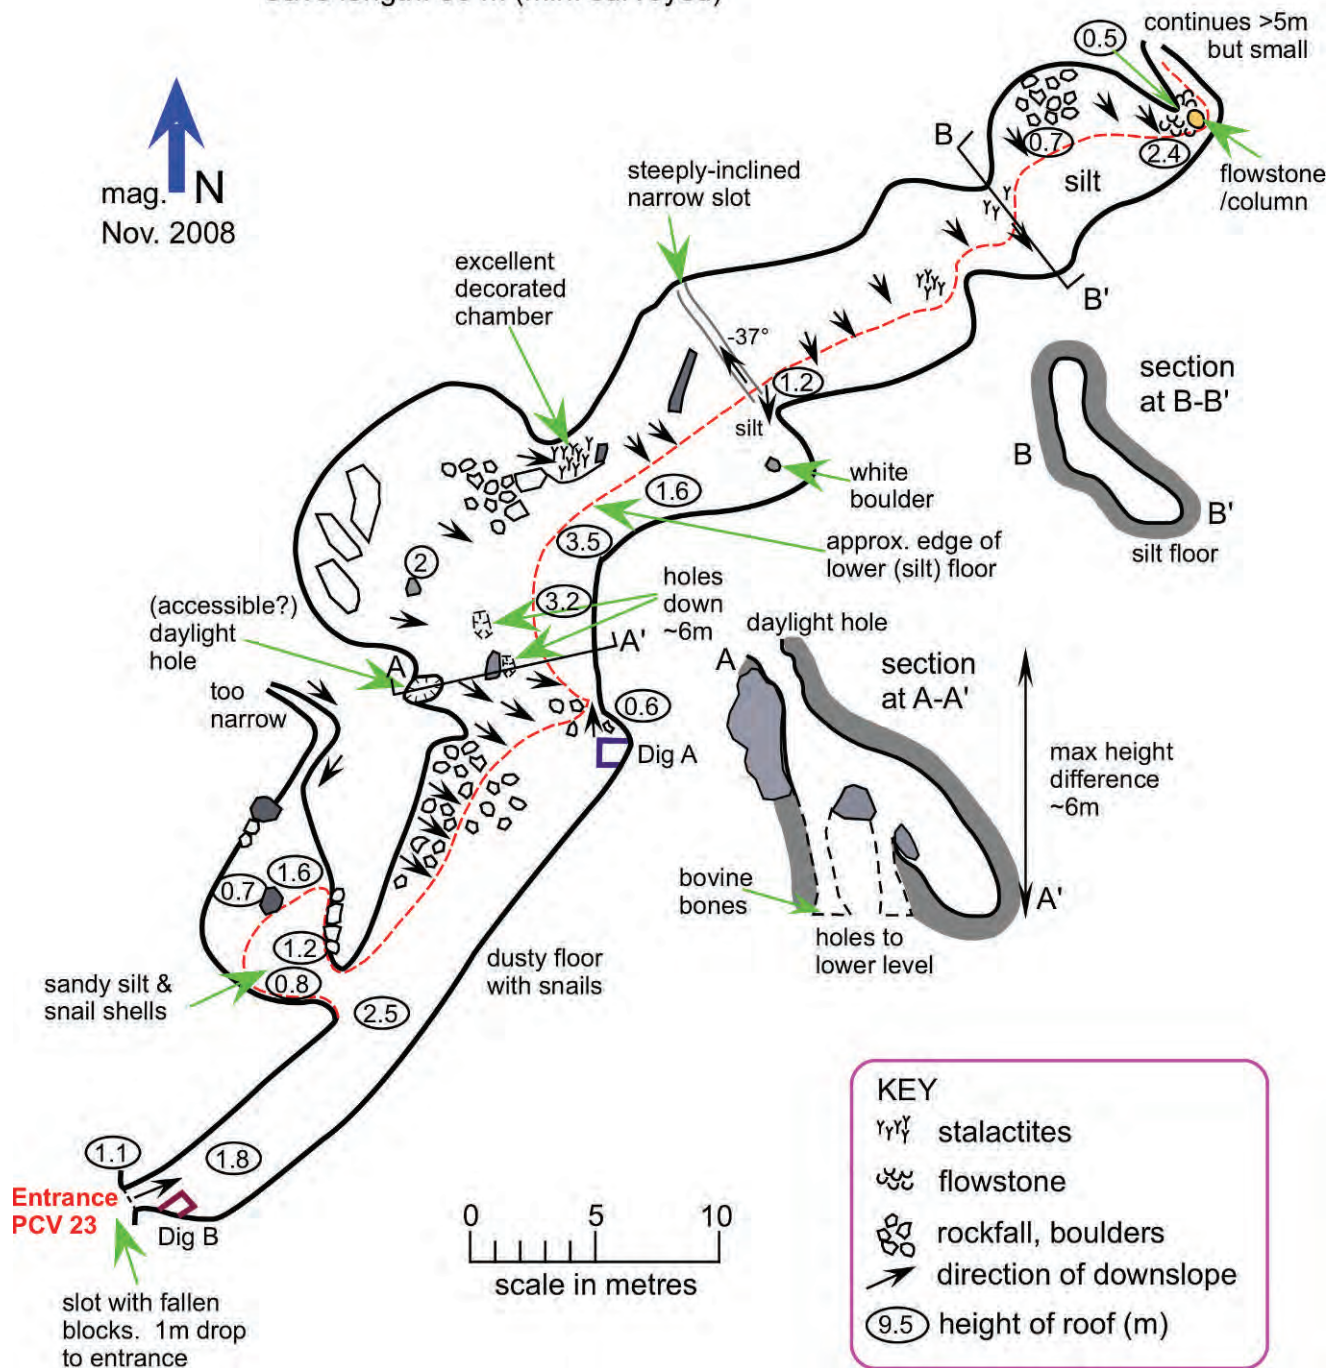 continues >5m
but small
0.5
mag. N
Nov. 2008
steeply-inclined
narrow slot
B
0.7
2.4
silt
flowstone
/column
excellent
decorated
chamber
B'
-37°
1.2
silt
section
at B-B'
B
B'
silt floor
white
boulder
1.6
approx. edge of
lower (silt) floor
3.5
2
3.2
holes
down
~6m
(accessible?)
daylight
hole
A
A'
too
narrow
0.6
Dig A
daylight hole
A
section
at A-A'
max height
difference
~6m
A'
bovine
bones
holes to
lower level
1.6
0.7
1.2
0.8
sandy silt &
snail shells
2.5
dusty floor
with snails
1.1
1.8
Entrance
PCV 23
Dig B
slot with fallen
blocks. 1m drop
to entrance
0 5 10
scale in metres
KEY
stalactites
flowstone
rockfall, boulders
direction of downslope
9.5 height of roof (m)